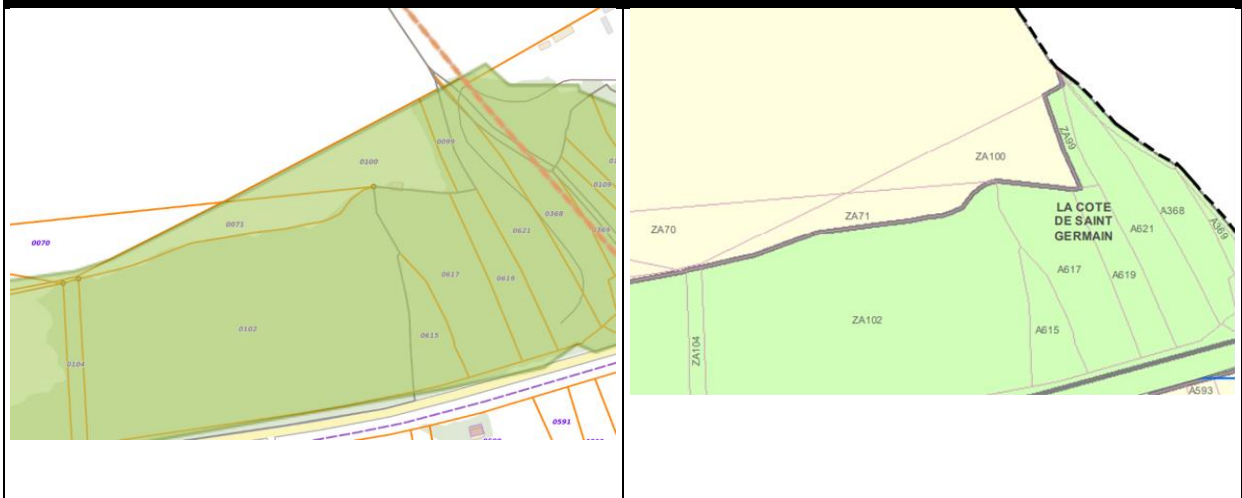 0099
0100
0109
0071
0368
0070
0621
0369
0617
0619
0102
0615
0104
0591
ZA99
ZA100
ZA71
ZA70
LA COTE
DE SAINT
GERMAIN
A368
A621
A369
A617
A619
ZA102
A615
ZA104
A593